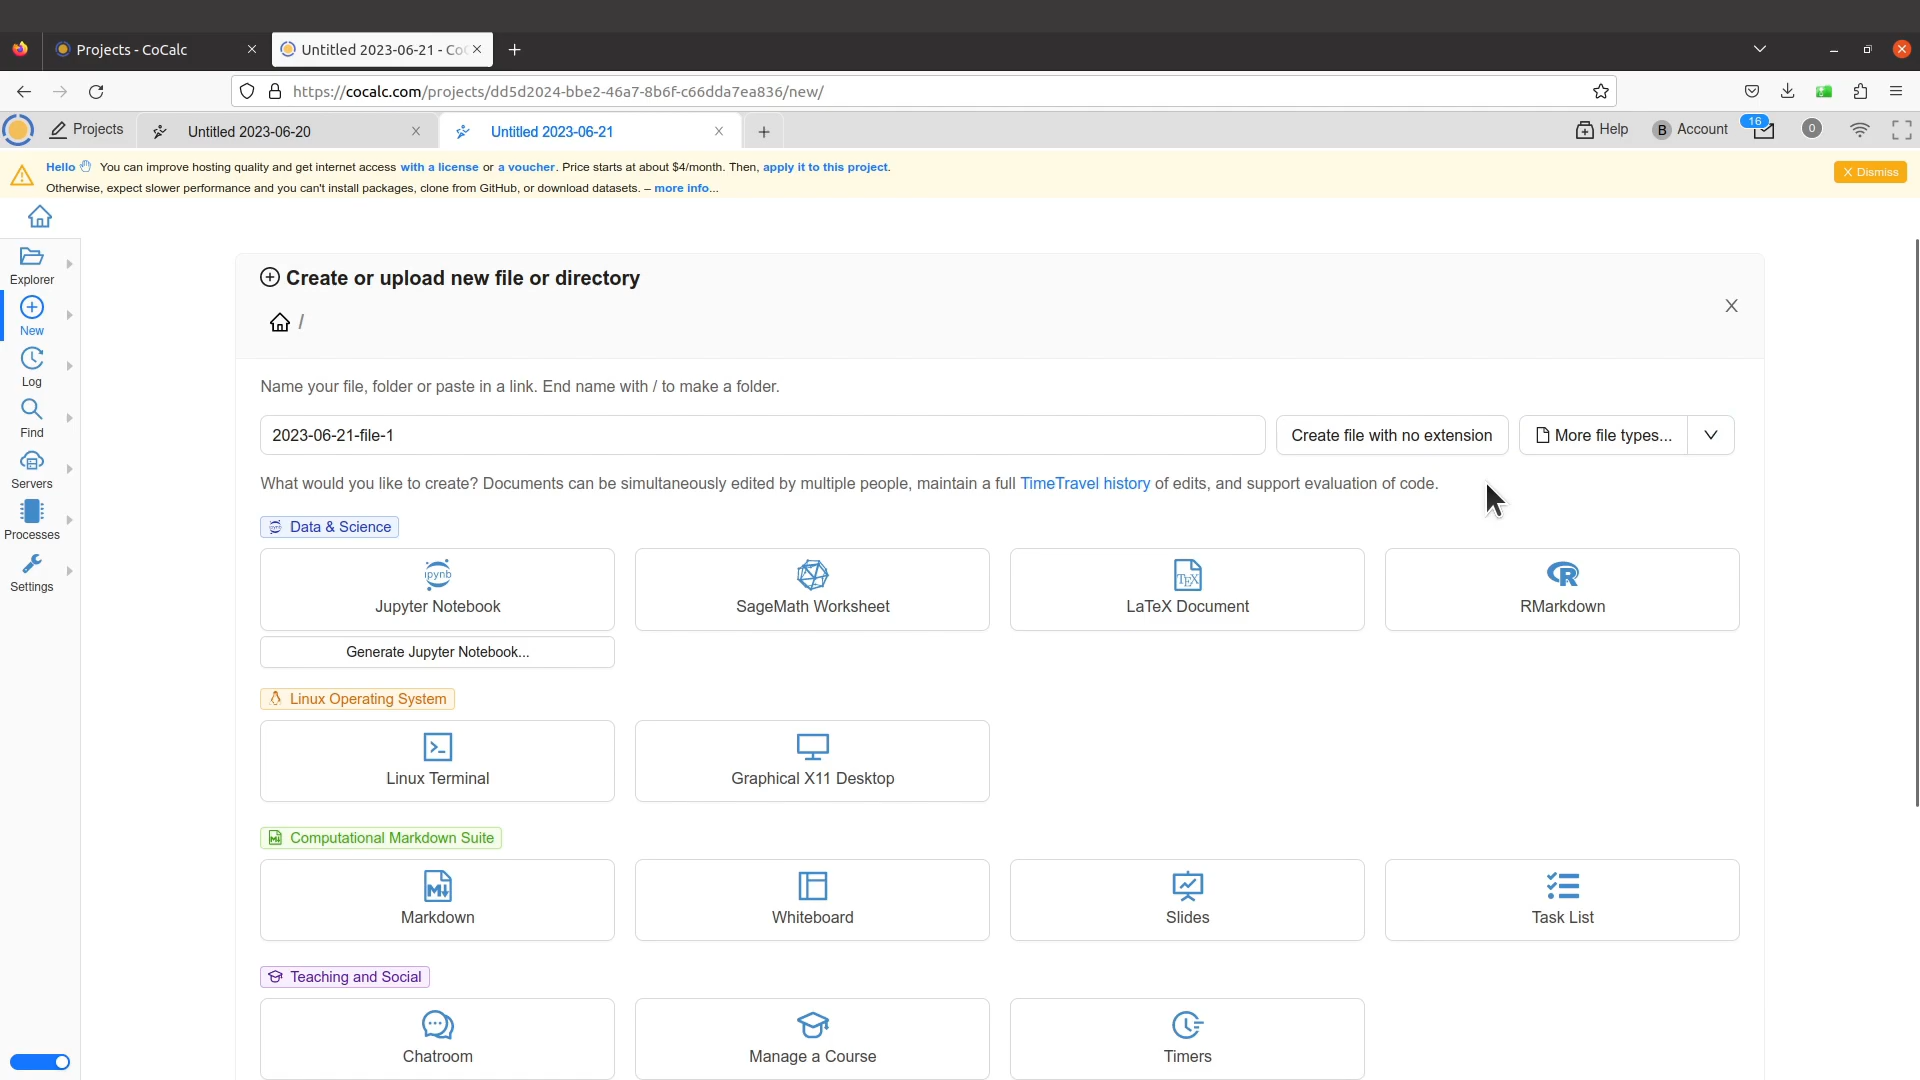 Projects - CoCalc
Untitled 2023-06-21 - Co
https://cocalc.com/projects/dd5d2024-bbe2-46a7-8b6f-c66dda7ea836/new/
Projects
Untitled 2023-06-20
Untitled 2023-06-21
Help
B Account
16
0
Hello You can improve hosting quality and get internet access with a license or a voucher. Price starts at about $4/month. Then, apply it to this project.
Otherwise, expect slower performance and you can't install packages, clone from GitHub, or download datasets. – more info...
X Dismiss
Explorer
New
Log
Find
Servers
Processes
Settings
Create or upload new file or directory
/
Name your file, folder or paste in a link. End name with / to make a folder.
2023-06-21-file-1
Create file with no extension
More file types...
What would you like to create? Documents can be simultaneously edited by multiple people, maintain a full TimeTravel history of edits, and support evaluation of code.
Data & Science
ipynb
Jupyter Notebook
SageMath Worksheet
TEX
LaTeX Document
R
RMarkdown
Generate Jupyter Notebook...
Linux Operating System
Linux Terminal
Graphical X11 Desktop
Computational Markdown Suite
M↓
Markdown
Whiteboard
Slides
Task List
Teaching and Social
Chatroom
Manage a Course
Timers